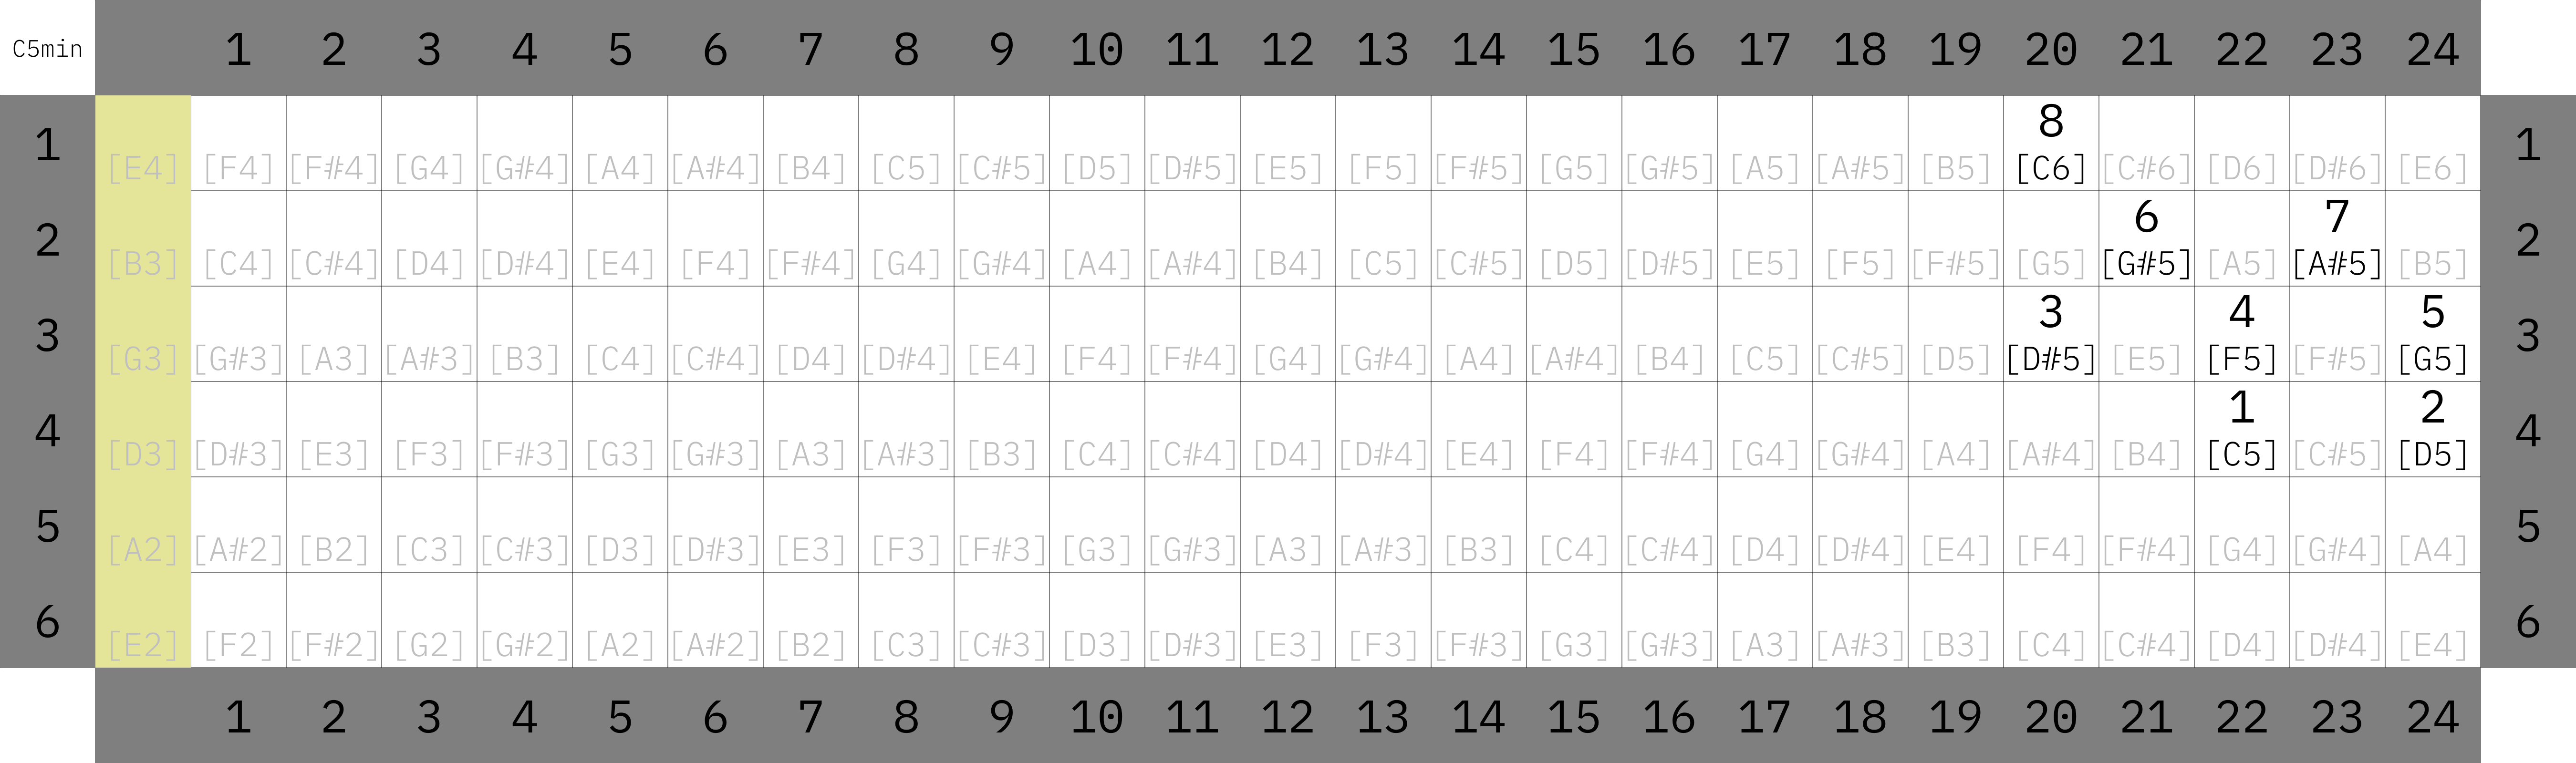 C5min 1 2 3 4 5 6 7 8 9 10 11 12 13 14 15 16 17 18 19 20 21 22 23 24
8
1 [E4] [F4] [F#4] [G4] [G#4] [A4] [A#4] [B4] [C5] [C#5] [D5] [D#5] [E5] [F5] [F#5] [G5] [G#5] [A5] [A#5] [B5] [C6] [C#6] [D6] [D#6] [E6] 1
6 7
2 [B3] [C4] [C#4] [D4] [D#4] [E4] [F4] [F#4] [G4] [G#4] [A4] [A#4] [B4] [C5] [C#5] [D5] [D#5] [E5] [F5] [F#5] [G5] [G#5] [A5] [A#5] [B5] 2
3 4 5
3 [G3] [G#3] [A3] [A#3] [B3] [C4] [C#4] [D4] [D#4] [E4] [F4] [F#4] [G4] [G#4] [A4] [A#4] [B4] [C5] [C#5] [D5] [D#5] [E5] [F5] [F#5] [G5] 3
1 2
4 [D3] [D#3] [E3] [F3] [F#3] [G3] [G#3] [A3] [A#3] [B3] [C4] [C#4] [D4] [D#4] [E4] [F4] [F#4] [G4] [G#4] [A4] [A#4] [B4] [C5] [C#5] [D5] 4
5 [A2] [A#2] [B2] [C3] [C#3] [D3] [D#3] [E3] [F3] [F#3] [G3] [G#3] [A3] [A#3] [B3] [C4] [C#4] [D4] [D#4] [E4] [F4] [F#4] [G4] [G#4] [A4] 5
6 [E2] [F2] [F#2] [G2] [G#2] [A2] [A#2] [B2] [C3] [C#3] [D3] [D#3] [E3] [F3] [F#3] [G3] [G#3] [A3] [A#3] [B3] [C4] [C#4] [D4] [D#4] [E4] 6
1 2 3 4 5 6 7 8 9 10 11 12 13 14 15 16 17 18 19 20 21 22 23 24